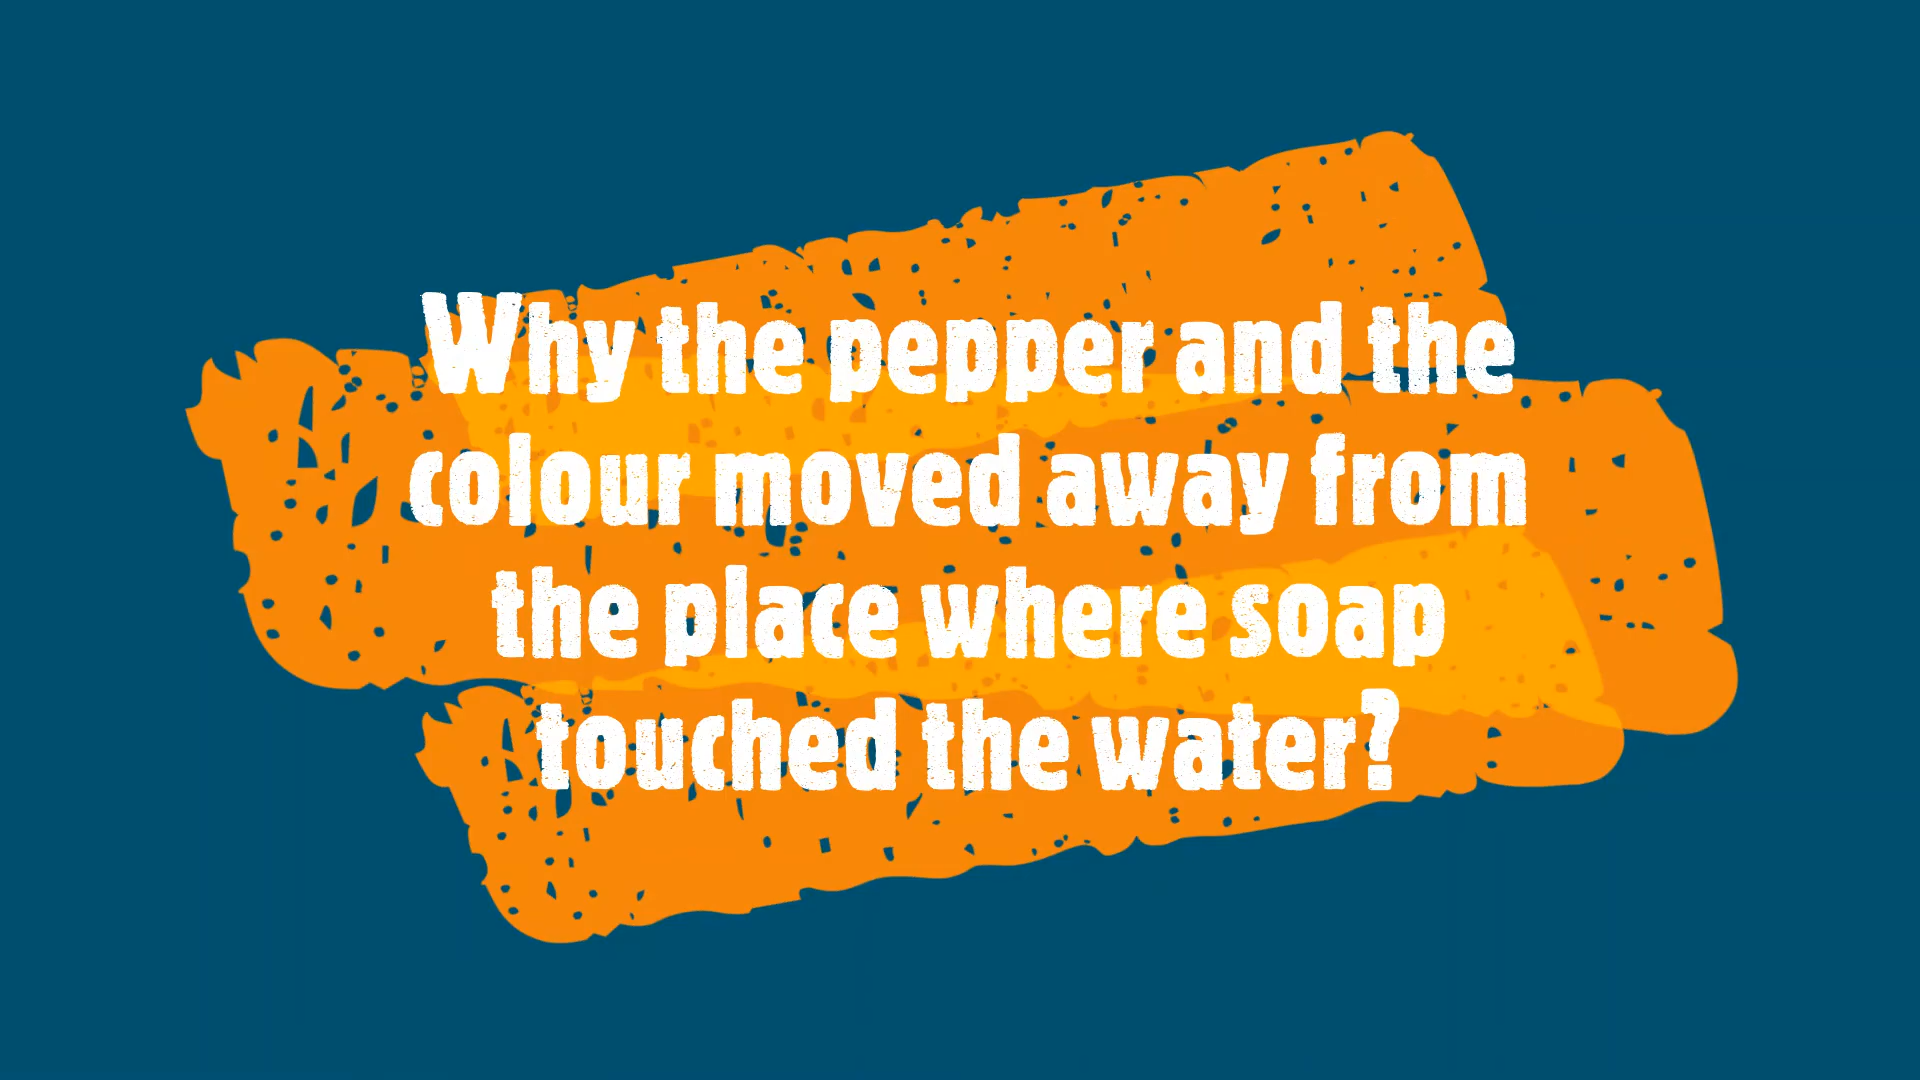 Why the pepper and the
colour moved away from
the place where soap
touched the water?